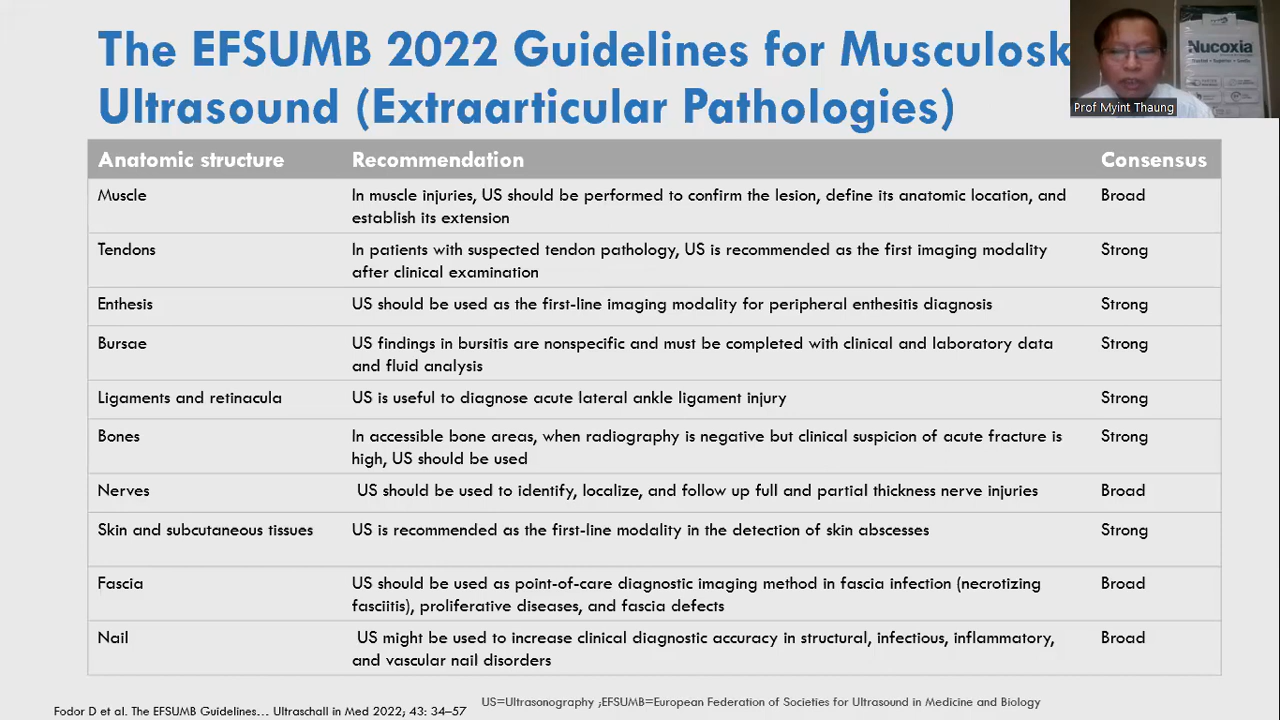 The EFSUMB 2022 Guidelines for Musculosk
Ultrasound (Extraarticular Pathologies)
Nucoxia
Prof Myint Thaung
Anatomic structure Recommendation Consensus
Muscle In muscle injuries, US should be performed to confirm the lesion, define its anatomic location, and Broad
establish its extension
Tendons In patients with suspected tendon pathology, US is recommended as the first imaging modality Strong
after clinical examination
Enthesis US should be used as the first-line imaging modality for peripheral enthesitis diagnosis Strong
Bursae US findings in bursitis are nonspecific and must be completed with clinical and laboratory data Strong
and fluid analysis
Ligaments and retinacula US is useful to diagnose acute lateral ankle ligament injury Strong
Bones In accessible bone areas, when radiography is negative but clinical suspicion of acute fracture is Strong
high, US should be used
Nerves US should be used to identify, localize, and follow up full and partial thickness nerve injuries Broad
Skin and subcutaneous tissues US is recommended as the first-line modality in the detection of skin abscesses Strong
Fascia US should be used as point-of-care diagnostic imaging method in fascia infection (necrotizing Broad
fasciitis), proliferative diseases, and fascia defects
Nail US might be used to increase clinical diagnostic accuracy in structural, infectious, inflammatory, Broad
and vascular nail disorders
US=Ultrasonography ;EFSUMB=European Federation of Societies for Ultrasound in Medicine and Biology
Fodor D et al. The EFSUMB Guidelines... Ultraschall in Med 2022; 43: 34–57